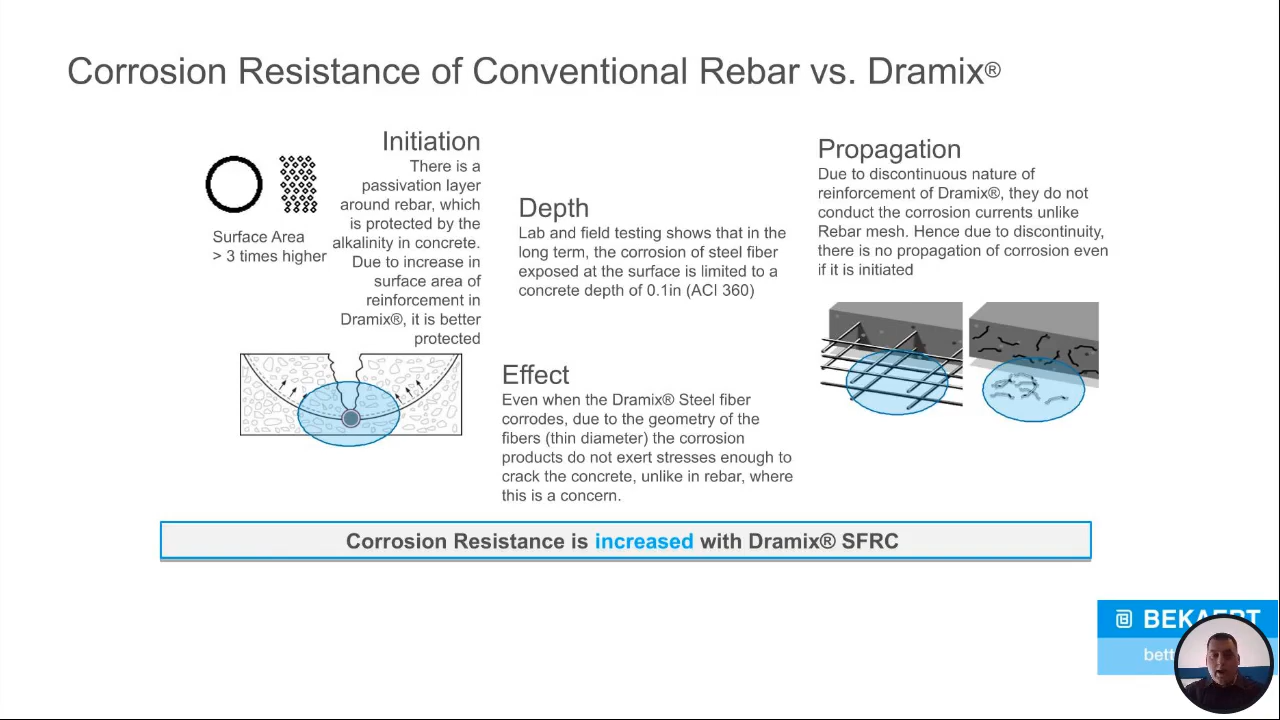 Corrosion Resistance of Conventional Rebar vs. Dramix®
Initiation
There is a
passivation layer
around rebar, which
is protected by the
alkalinity in concrete.
Due to increase in
surface area of
reinforcement in
Dramix®, it is better
protected
Surface Area
> 3 times higher
Depth
Lab and field testing shows that in the
long term, the corrosion of steel fiber
exposed at the surface is limited to a
concrete depth of 0.1in (ACI 360)
Effect
Even when the Dramix® Steel fiber
corrodes, due to the geometry of the
fibers (thin diameter) the corrosion
products do not exert stresses enough to
crack the concrete, unlike in rebar, where
this is a concern.
Propagation
Due to discontinuous nature of
reinforcement of Dramix®, they do not
conduct the corrosion currents unlike
Rebar mesh. Hence due to discontinuity,
there is no propagation of corrosion even
if it is initiated
Corrosion Resistance is increased with Dramix® SFRC
BEKAERT